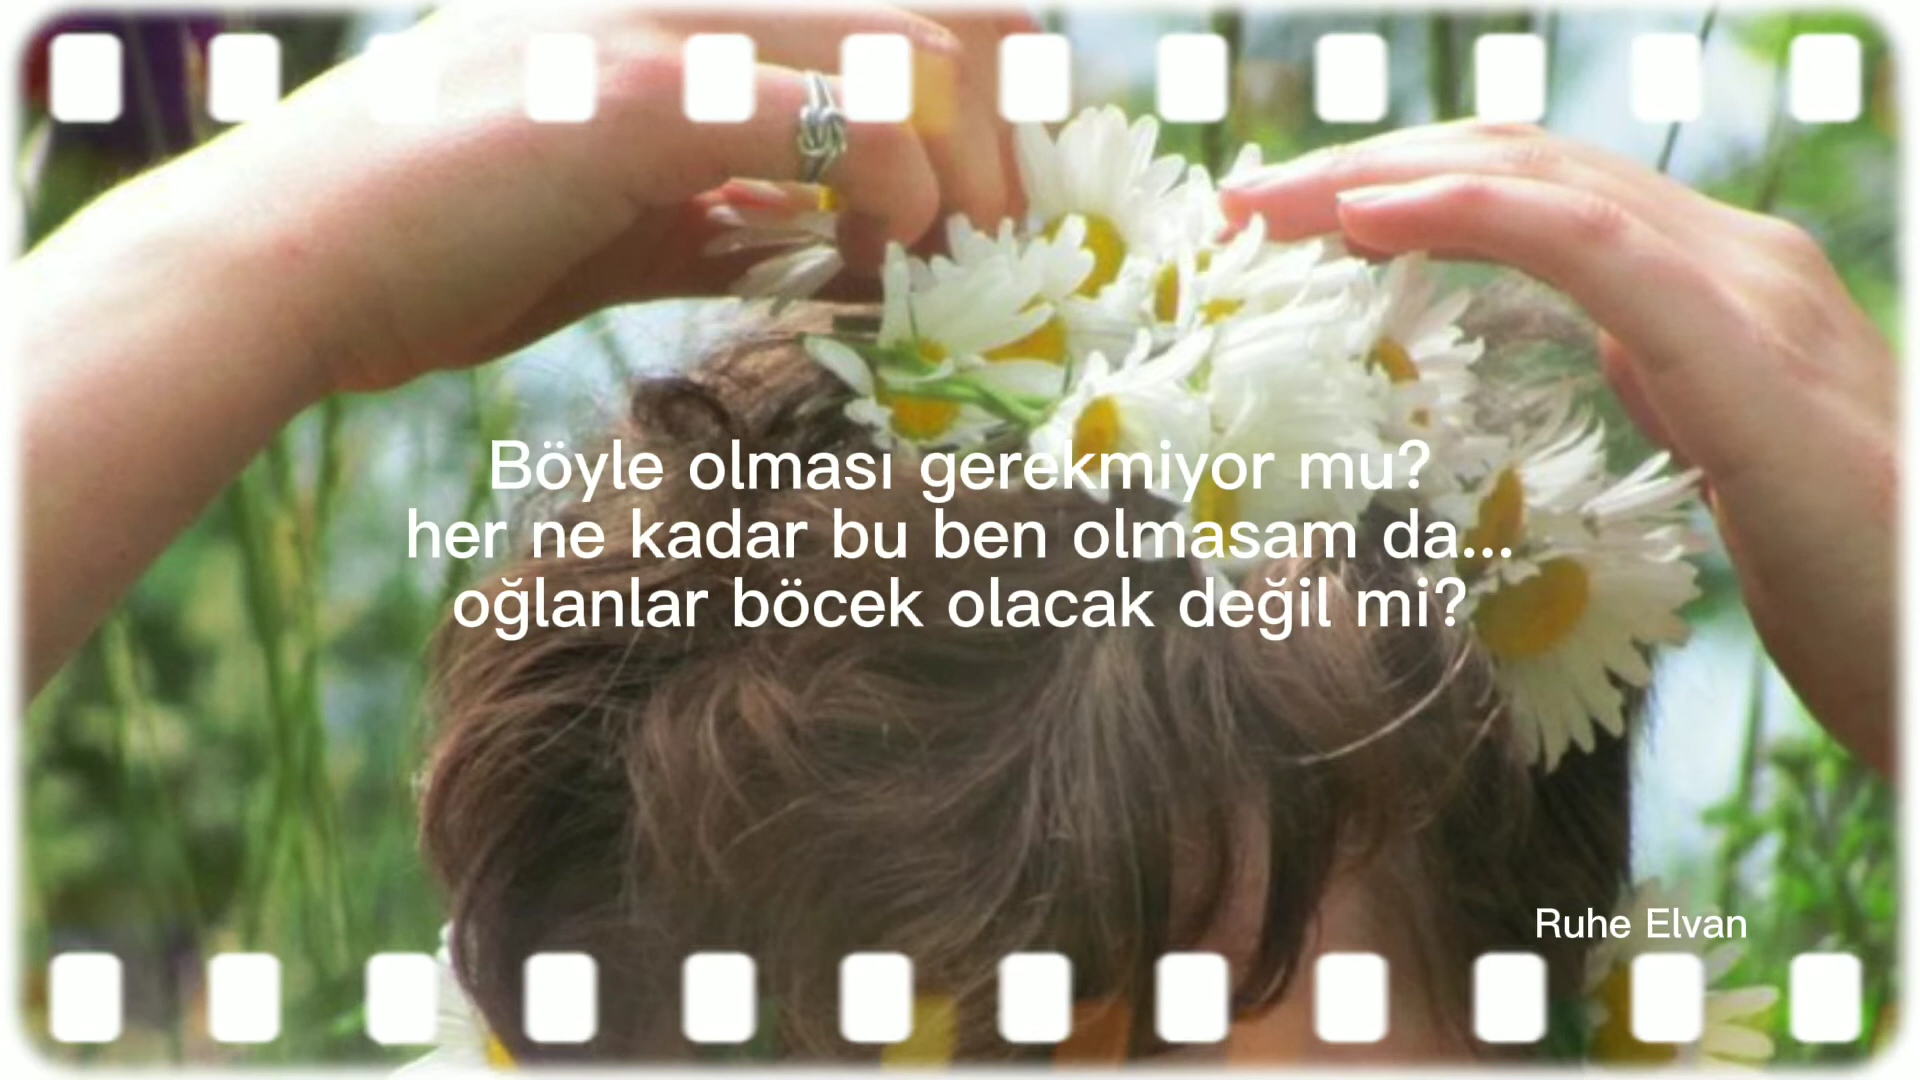 Böyle olması gerekmiyor mu?
her ne kadar bu ben olmasam da...
oğlanlar böcek olacak değil mi?
Ruhe Elvan